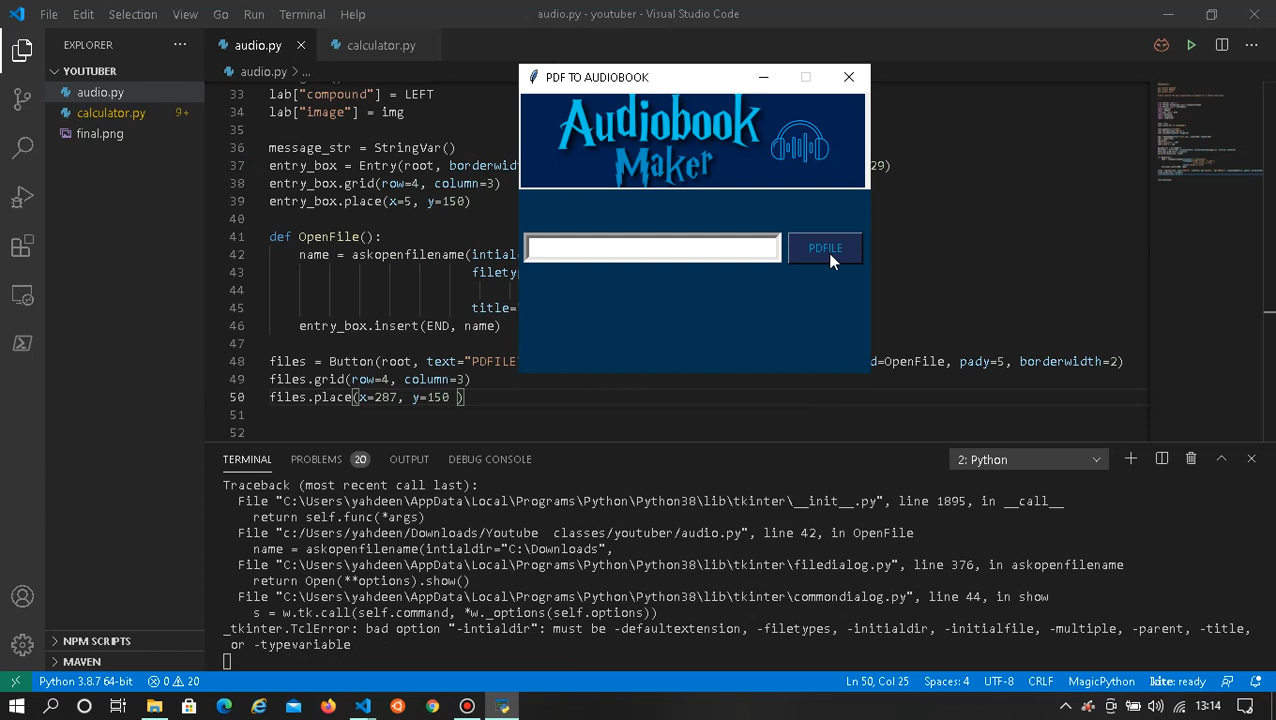 File Edit Selection View Go Run Terminal Help audio.py - youtuber - Visual Studio Code
EXPLORER
audio.py calculator.py
YOUTUBER
audio.py > ...
audio.py
calculator.py 9+
final.png
PDF TO AUDIOBOOK
Audiobook
Maker
PDFILE
33 lab["compound"] = LEFT
34 lab["image"] = img
35
36 message_str = StringVar()
37 entry_box = Entry(root, borderwidth 29)
38 entry_box.grid(row=4, column=3)
39 entry_box.place(x=5, y=150)
40
41 def OpenFile():
42 name = askopenfilename(intial
43 filetyp
44
45 title=
46 entry_box.insert(END, name)
47
48 files = Button(root, text="PDFILE" d=OpenFile, pady=5, borderwidth=2)
49 files.grid(row=4, column=3)
50 files.place(x=287, y=150 )
51
52
TERMINAL PROBLEMS 20 OUTPUT DEBUG CONSOLE 2: Python
Traceback (most recent call last):
File "C:\Users\yahdeen\AppData\Local\Programs\Python\Python38\lib\tkinter\__init__.py", line 1895, in __call__
return self.func(*args)
File "c:/Users/yahdeen/Downloads/Youtube classes/youtuber/audio.py", line 42, in OpenFile
name = askopenfilename(intialdir="C:\Downloads",
File "C:\Users\yahdeen\AppData\Local\Programs\Python\Python38\lib\tkinter\filedialog.py", line 376, in askopenfilename
return Open(**options).show()
File "C:\Users\yahdeen\AppData\Local\Programs\Python\Python38\lib\tkinter\commondialog.py", line 44, in show
s = w.tk.call(self.command, *w._options(self.options))
_tkinter.TclError: bad option "-intialdir": must be -defaultextension, -filetypes, -initialdir, -initialfile, -multiple, -parent, -title,
or -typevariable
NPM SCRIPTS
MAVEN
Python 3.8.7 64-bit 0 20 Ln 50, Col 25 Spaces: 4 UTF-8 CRLF MagicPython kite: ready
13:14